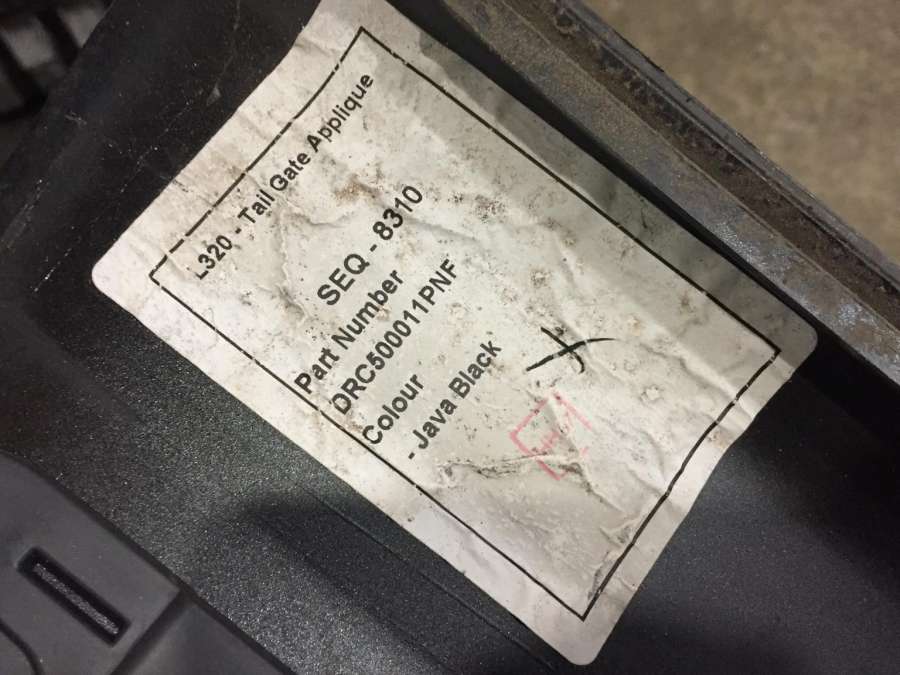 L320 - Tail Gate Applique
SEQ - 8310
Part Number
DRC500011PNF
Colour
- Java Black